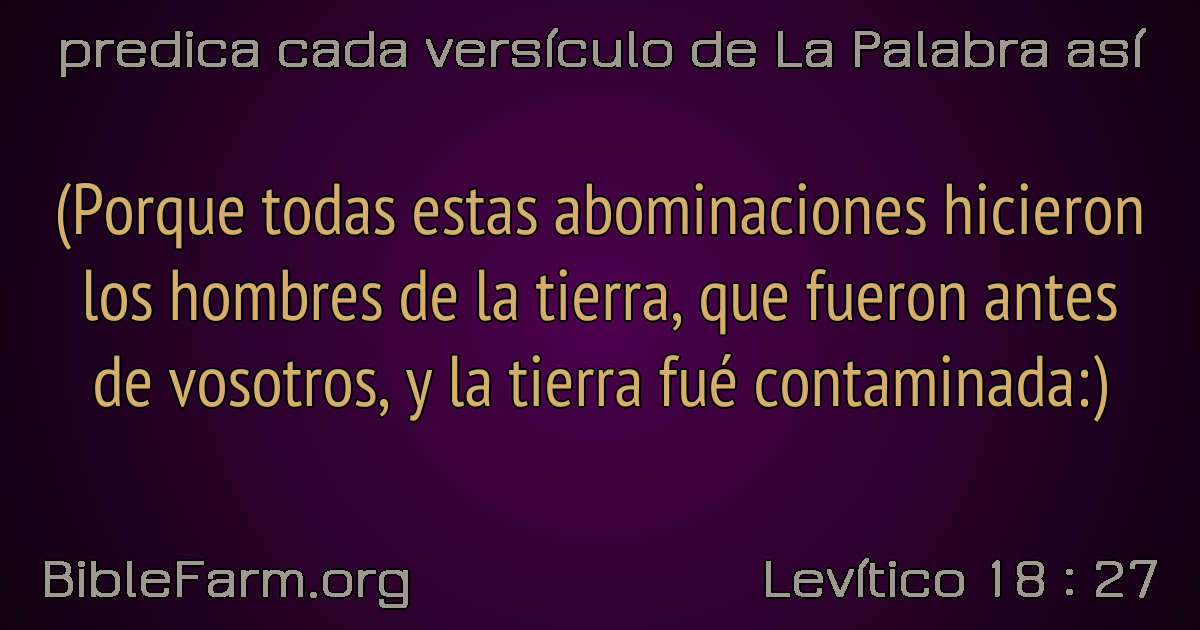 predica cada versículo de La Palabra así
(Porque todas estas abominaciones hicieron
los hombres de la tierra, que fueron antes
de vosotros, y la tierra fué contaminada:)
BibleFarm.org
Levítico 18 : 27